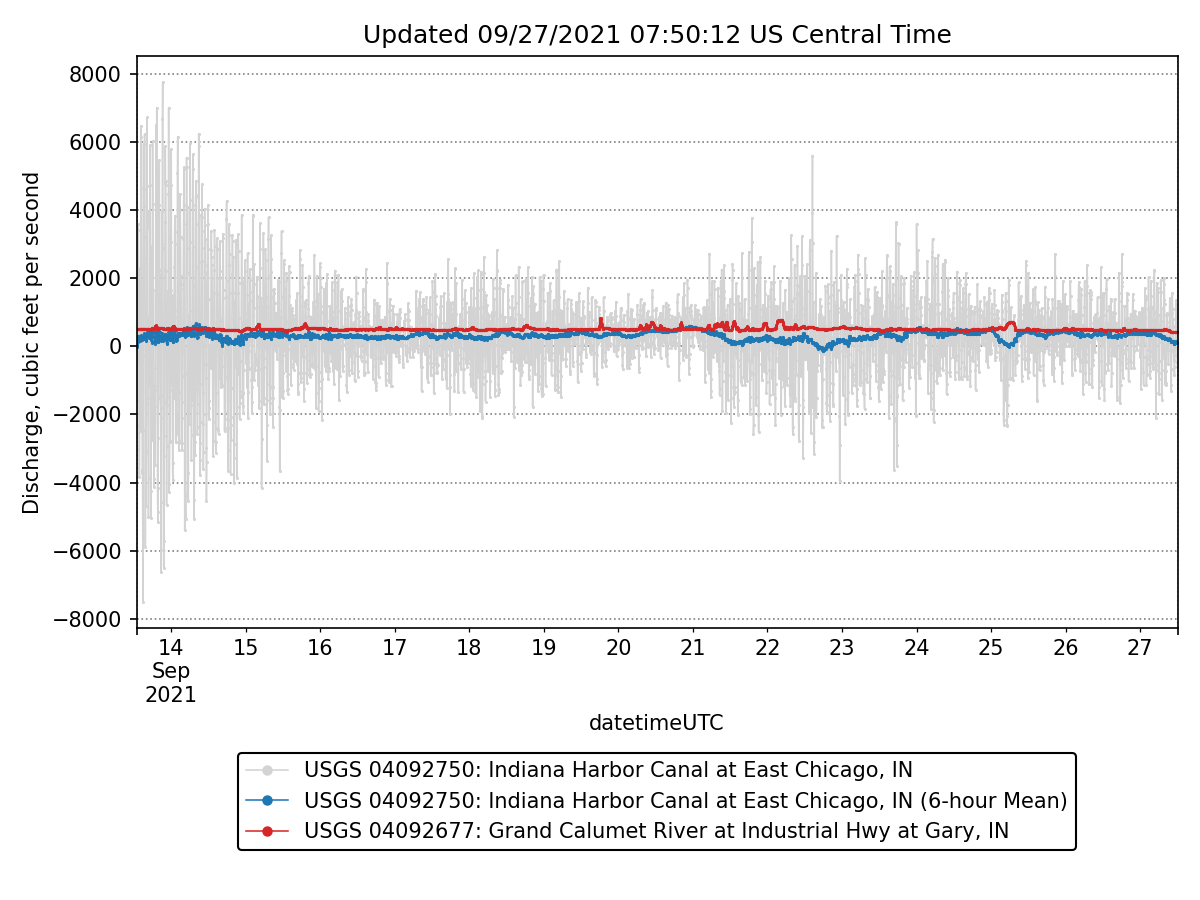 Updated 09/27/2021 07:50:12 US Central Time
Discharge, cubic feet per second
8000
6000
4000
2000
0
−2000
−4000
−6000
−8000
14 15 16 17 18 19 20 21 22 23 24 25 26 27
Sep
2021
datetimeUTC
USGS 04092750: Indiana Harbor Canal at East Chicago, IN
USGS 04092750: Indiana Harbor Canal at East Chicago, IN (6-hour Mean)
USGS 04092677: Grand Calumet River at Industrial Hwy at Gary, IN